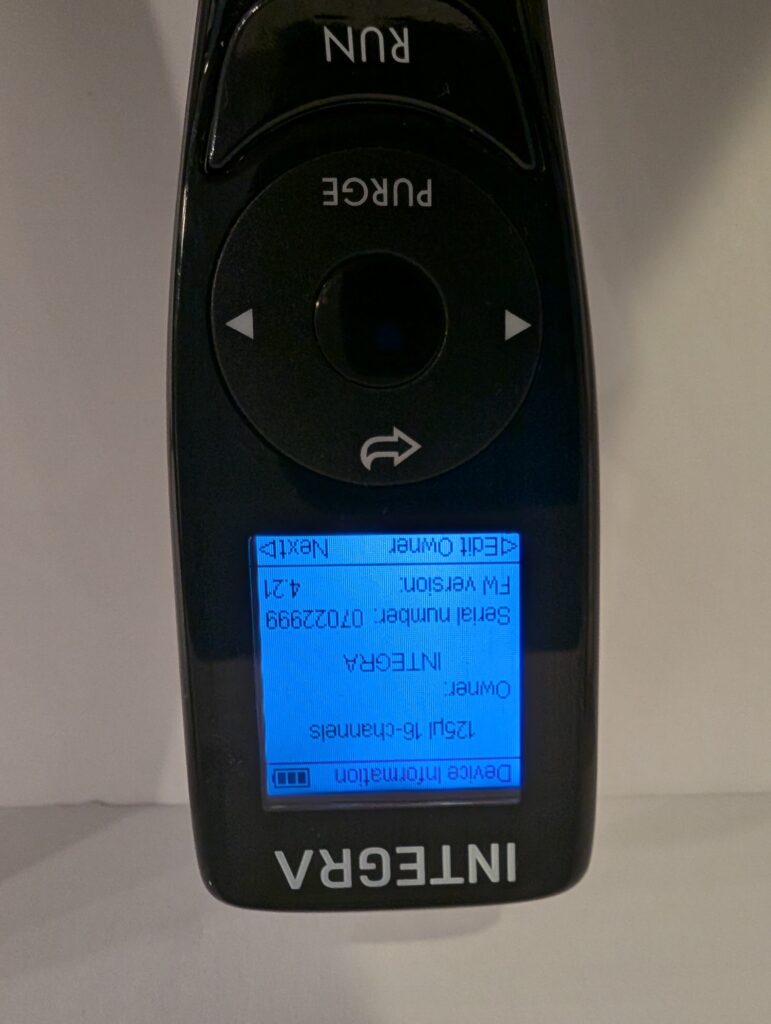 INTEGRA
Device Information
125µl 16-channels
Owner:
INTEGRA
Serial number: 07022999
FW version: 4.21
◁Edit Owner Next▷
PURGE
RUN